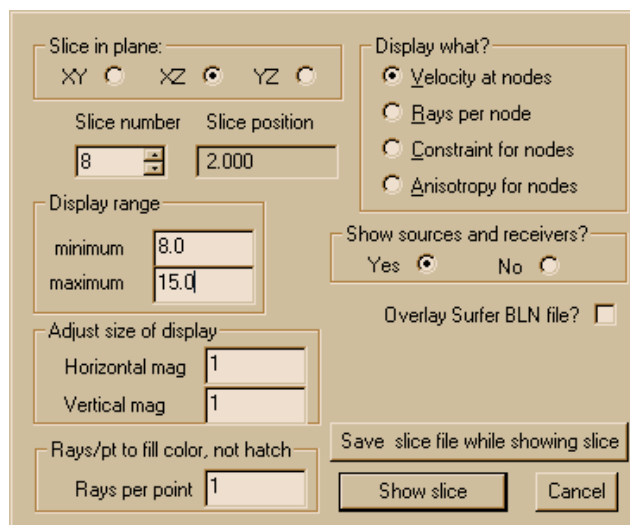 Slice in plane:
XY XZ YZ
Slice number Slice position
8 2.000
Display range
minimum 8.0
maximum 15.0
Adjust size of display
Horizontal mag 1
Vertical mag 1
Rays/pt to fill color, not hatch
Rays per point 1
Display what?
Velocity at nodes
Rays per node
Constraint for nodes
Anisotropy for nodes
Show sources and receivers?
Yes No
Overlay Surfer BLN file?
Save slice file while showing slice
Show slice Cancel